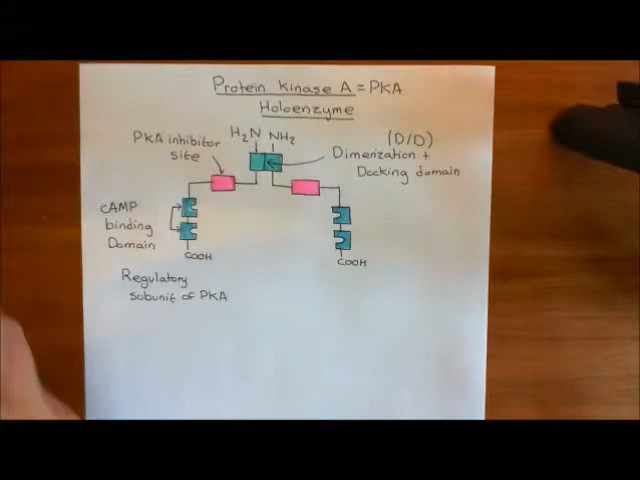 Protein Kinase A = PKA
Holoenzyme
H₂N NH₂
PKA inhibitor
site
(D/D)
Dimerization +
Docking domain
cAMP
binding
Domain
COOH
COOH
Regulatory
subunit of PKA